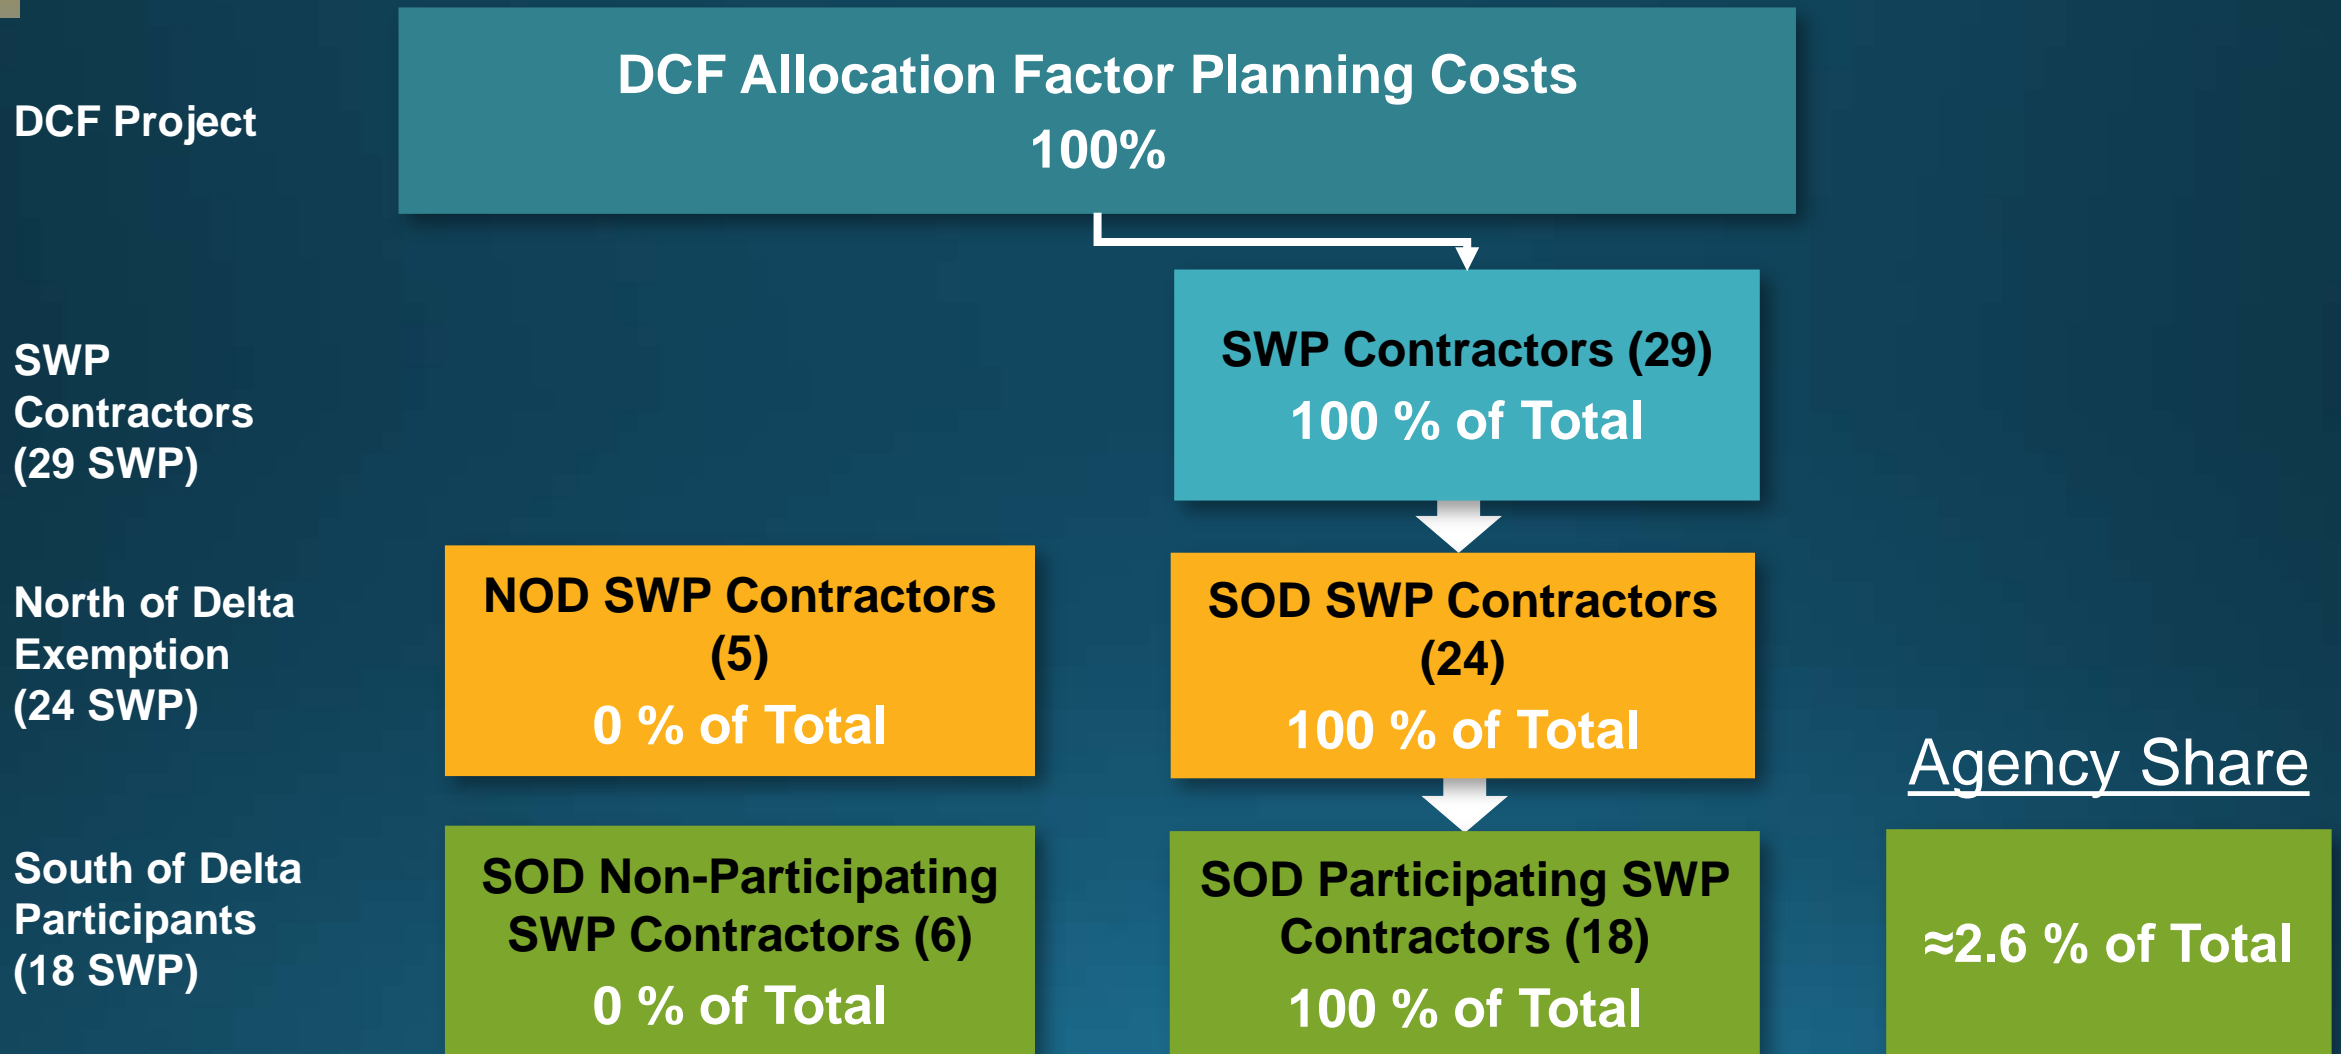 DCF Allocation Factor Planning Costs
100%
DCF Project
SWP Contractors (29)
100 % of Total
SWP
Contractors
(29 SWP)
NOD SWP Contractors
(5)
0 % of Total
SOD SWP Contractors
(24)
100 % of Total
North of Delta
Exemption
(24 SWP)
Agency Share
South of Delta
Participants
(18 SWP)
SOD Non-Participating
SWP Contractors (6)
0 % of Total
SOD Participating SWP
Contractors (18)
100 % of Total
≈2.6 % of Total